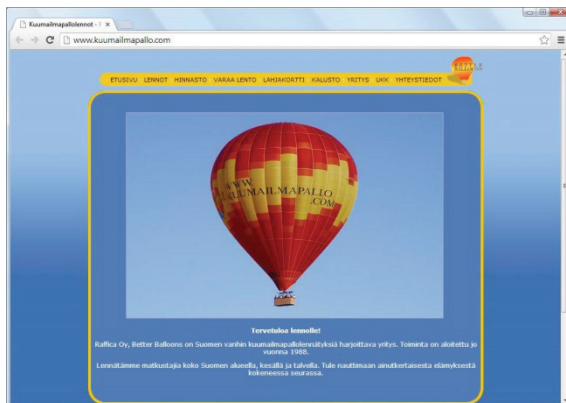 Kuumailmapallolennot -
www.kuumailmapallo.com
ETUSIVU LENNOT HINNASTO VARAA LENTO LAHJAKORTTI KALUSTO YRITYS UKK YHTEYSTIEDOT
WWW
KUUMAILMAPALLO
.COM
Tervetuloa lennolle!
Raffica Oy, Better Balloons on Suomen vanhin kuumailmapallolennätyksiä harjoittava yritys. Toiminta on aloitettu jo
vuonna 1988.
Lennätämme matkustajia koko Suomen alueella, kesällä ja talvella. Tule nauttimaan ainutkertaisesta elämyksestä
kokeneessa seurassa.